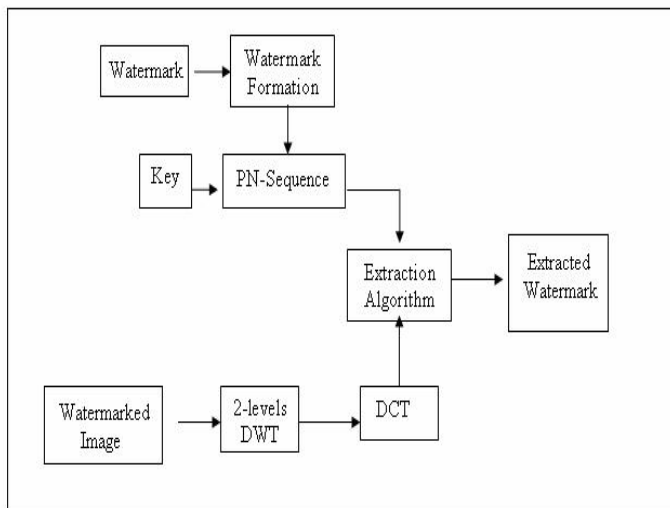 Watermark
Watermark
Formation
Key
PN-Sequence
Extraction
Algorithm
Extracted
Watermark
Watermarked
Image
2-levels
DWT
DCT